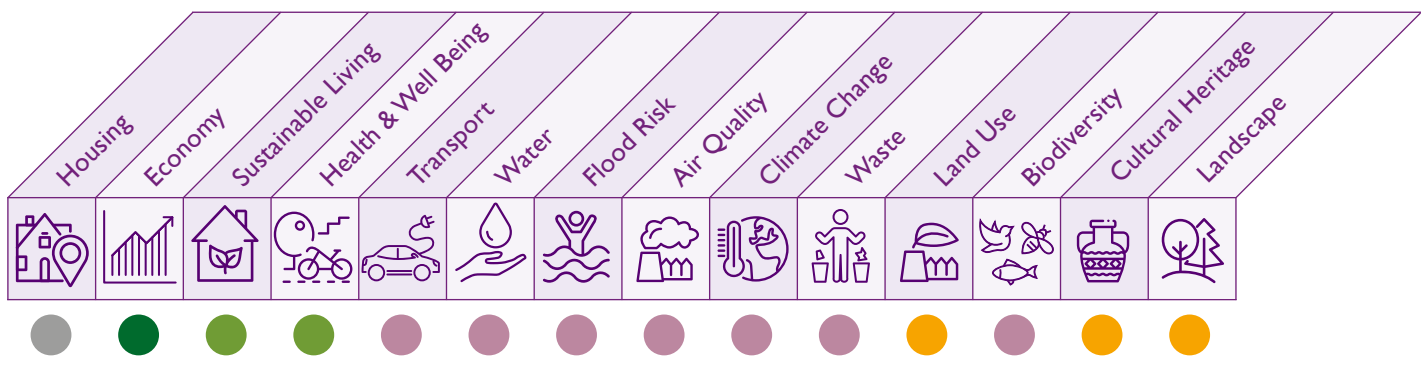 Housing
Economy
Sustainable Living
Health & Well Being
Transport
Water
Flood Risk
Air Quality
Climate Change
Waste
Land Use
Biodiversity
Cultural Heritage
Landscape